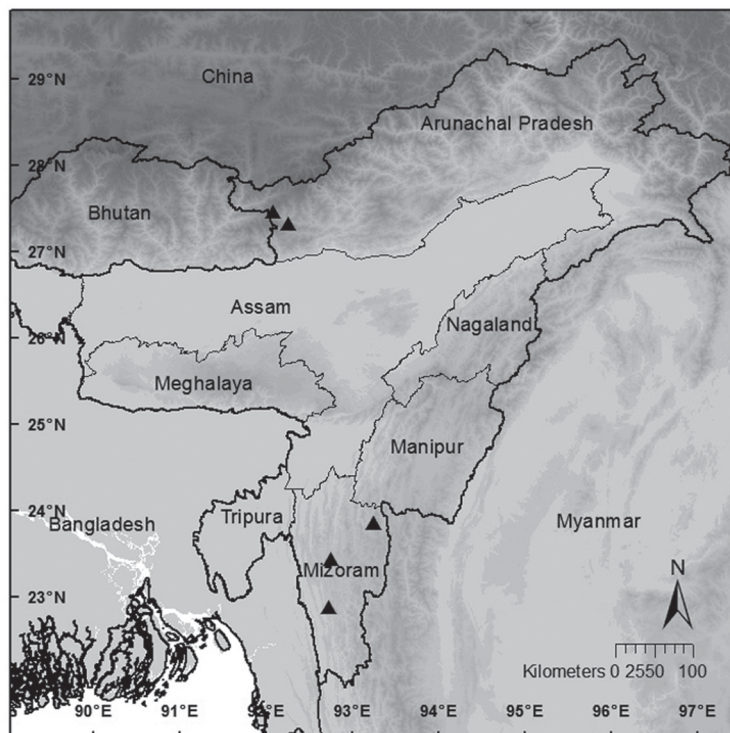 29°N
China
Arunachal Pradesh
28°N
Bhutan
27°N
Assam
Nagaland
26°N
Meghalaya
Manipur
25°N
24°N
Bangladesh
Tripura
Myanmar
Mizoram
N
23°N
Kilometers 0 2550 100
90°E 91°E 92°E 93°E 94°E 95°E 96°E 97°E